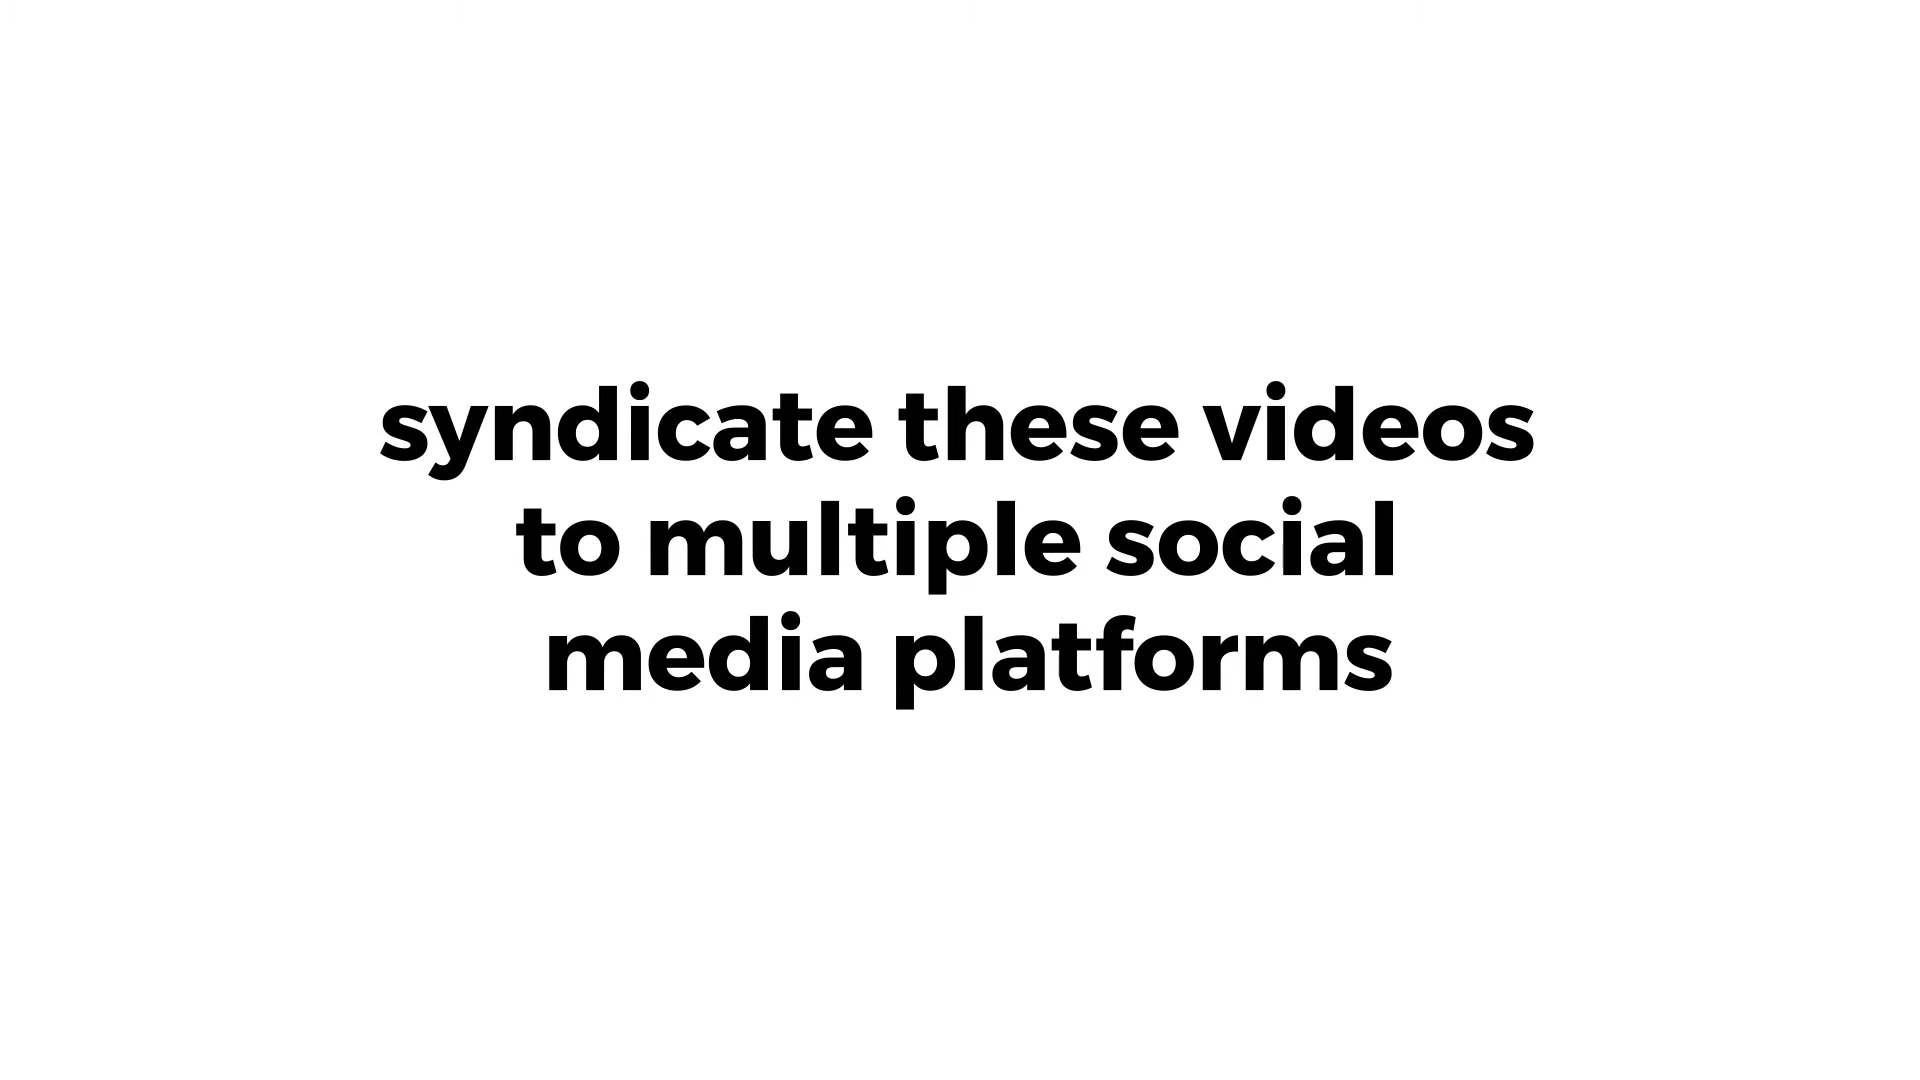 syndicate these videos
to multiple social
media platforms